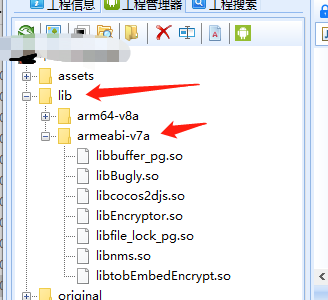 工程信息 工程管理器 工程搜索
assets
lib
arm64-v8a
armeabi-v7a
libbuffer_pg.so
libBugly.so
libcocos2djs.so
libEncryptor.so
libfile_lock_pg.so
libnms.so
libtobEmbedEncrypt.so
original